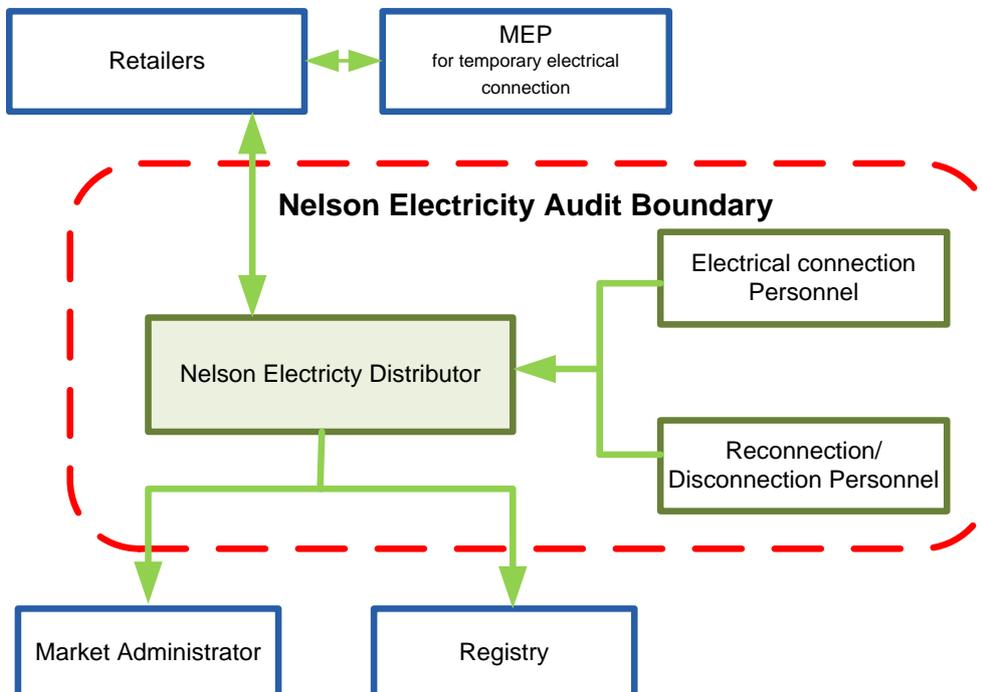 Retailers
MEP
for temporary electrical
connection
Nelson Electricity Audit Boundary
Electrical connection
Personnel
Nelson Electricty Distributor
Reconnection/
Disconnection Personnel
Market Administrator
Registry